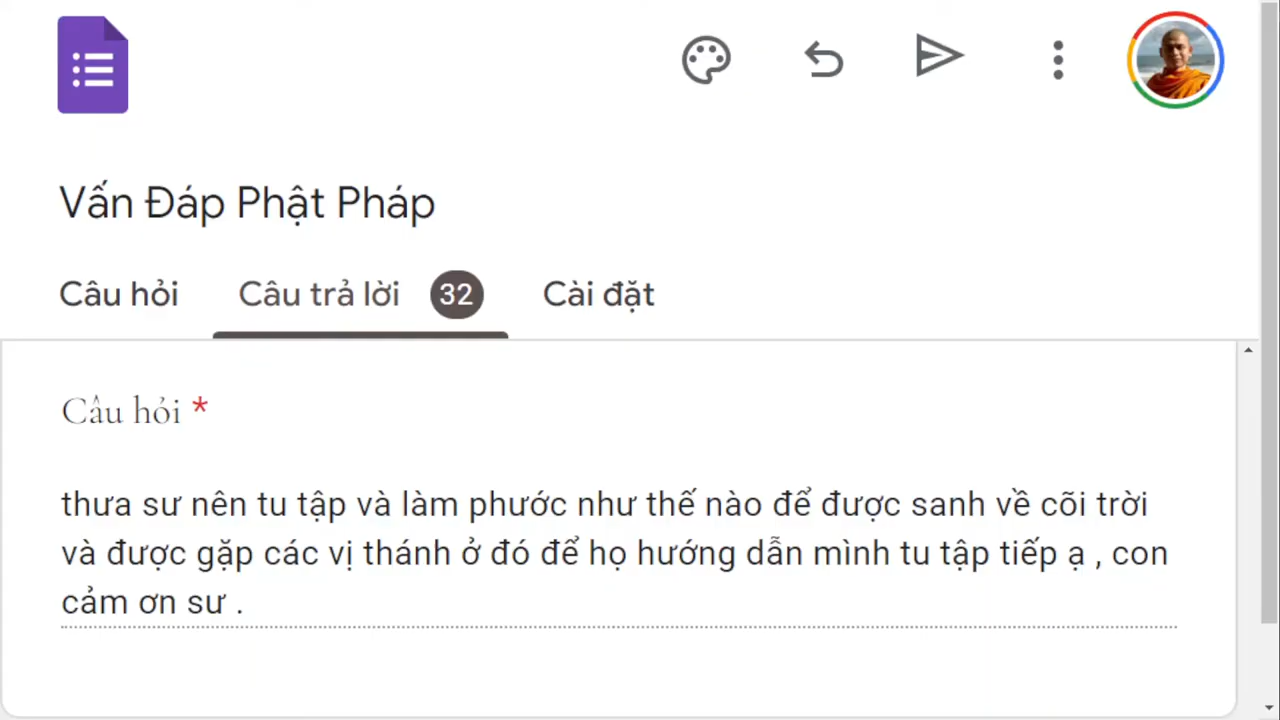 Vấn Đáp Phật Pháp
Câu hỏi Câu trả lời 32 Cài đặt
Câu hỏi *
thưa sư nên tu tập và làm phước như thế nào để được sanh về cõi trời
và được gặp các vị thánh ở đó để họ hướng dẫn mình tu tập tiếp ạ , con
cảm ơn sư .